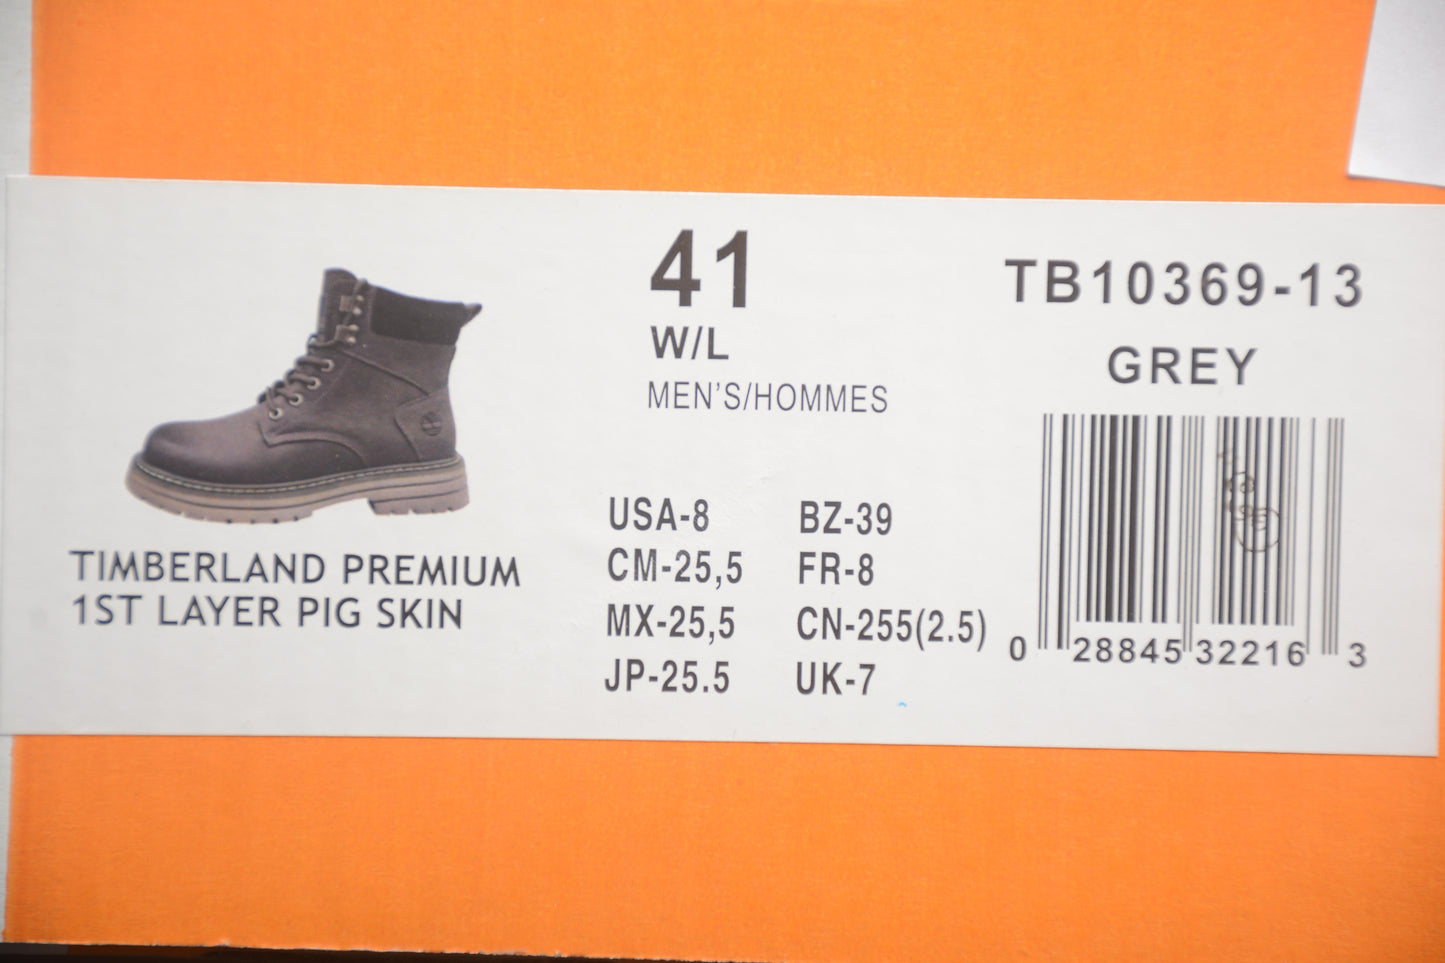 41
W/L
MEN'S/HOMMES
TB10369-13
GREY
TIMBERLAND PREMIUM
1ST LAYER PIG SKIN
USA-8 BZ-39
CM-25,5 FR-8
MX-25,5 CN-255(2.5)
JP-25.5 UK-7
0 28845 32216 3